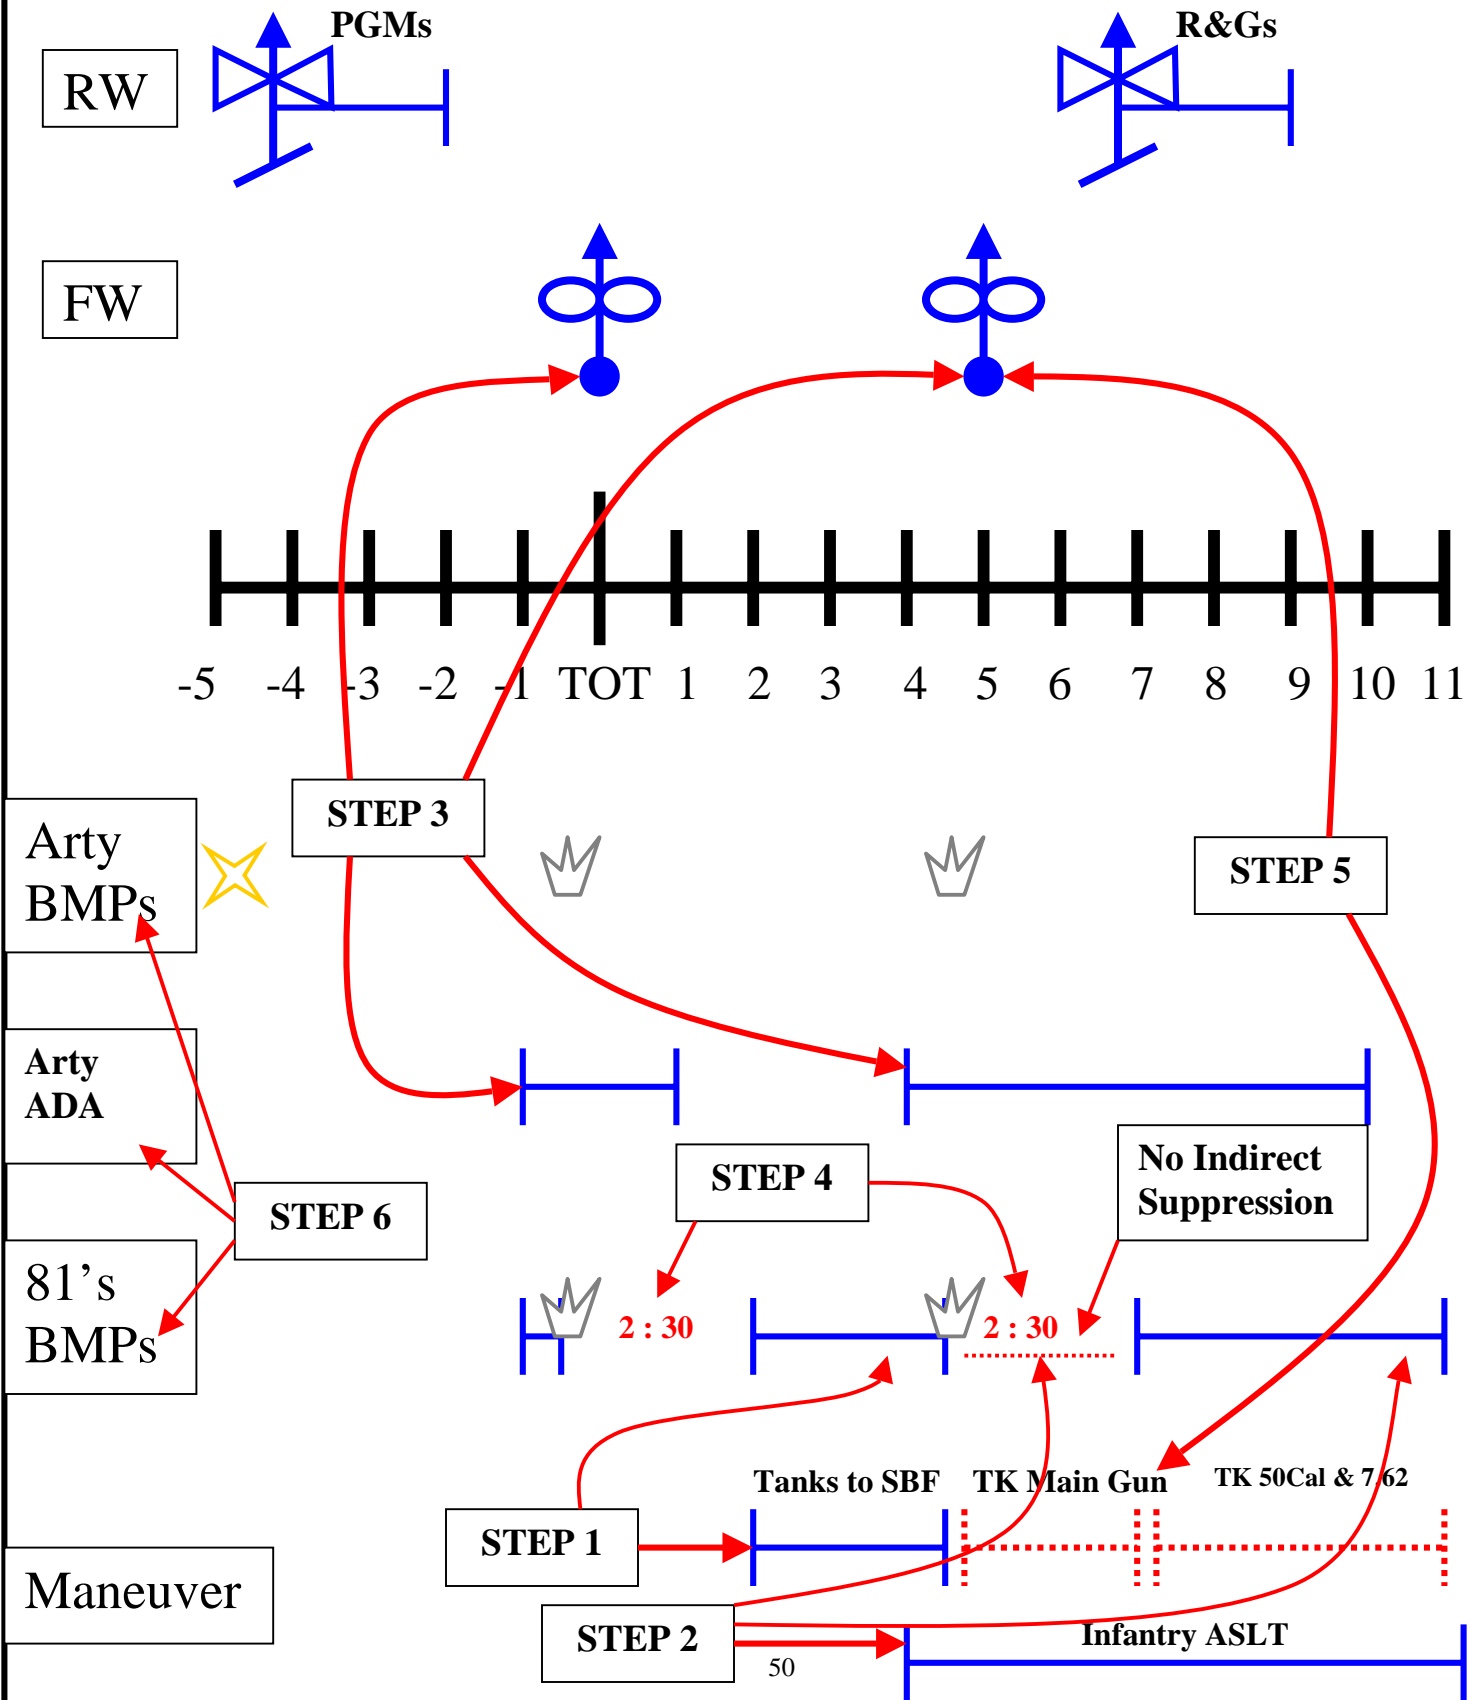 PGMs
R&Gs
RW
FW
-5 -4 -3 -2 -1 TOT 1 2 3 4 5 6 7 8 9 10 11
STEP 3
Arty
BMPs
STEP 5
Arty
ADA
STEP 4
No Indirect
Suppression
STEP 6
81's
BMPs
2 : 30
2 : 30
Tanks to SBF
TK Main Gun
TK 50Cal & 7.62
STEP 1
Maneuver
STEP 2
Infantry ASLT
50